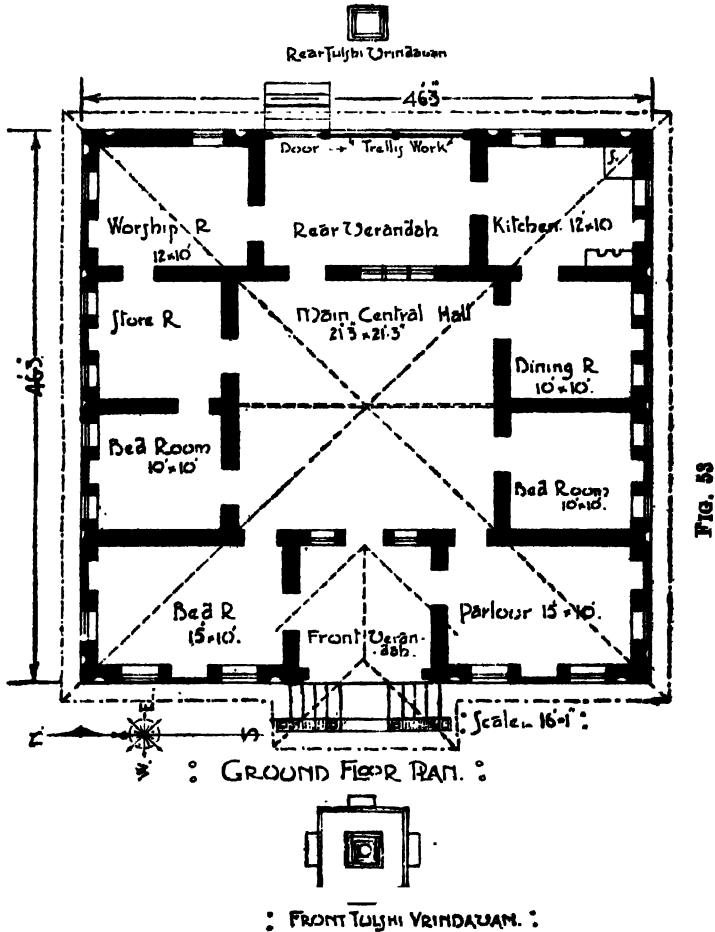 Rear Tulshi Vrindavan
46'3"
Door → "Trellis Work"
S.
Worship R
12'×10'
Rear Verandah
Kitchen. 12'×10'
Store R
Main Central Hall
21'.3" × 21'.3"
46'3"
Dining R
10'×10'.
Bed Room
10'×10'
Bed Room
10'×10'.
FIG. 53
Bed R
15'×10'.
Front Veran-
dah.
Parlour 15'×10'.
E
N
S
W.
: Scale 16'=1" :
: GROUND FLOOR PLAN. :
: FRONT TULSHI VRINDAVAN. :